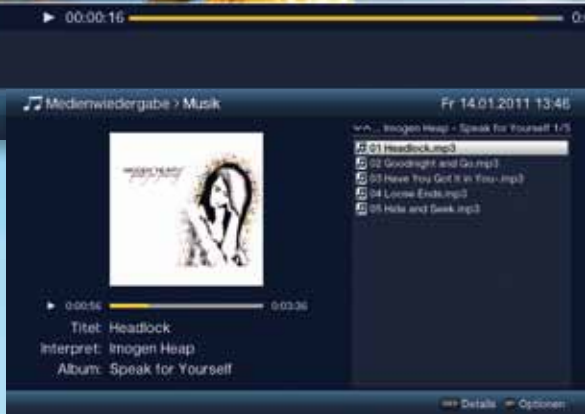 00:00:16
Medienwiedergabe > Musik
Fr 14.01.2011 13:46
... Imogen Heap - Speak for Yourself 1/5
01 Headlock.mp3
02 Goodnight and Go.mp3
03 Have You Got It in You-.mp3
04 Loose Ends.mp3
05 Hide and Seek.mp3
IMOGEN HEAP
0:00:56
0:03:36
Titel: Headlock
Interpret: Imogen Heap
Album: Speak for Yourself
Details
Optionen